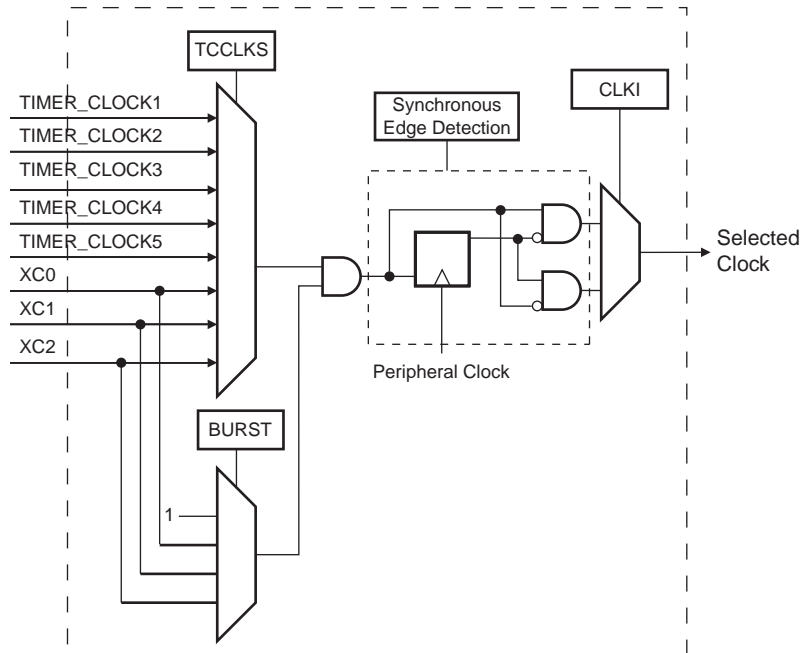 TCCLKS
CLKI
Synchronous
Edge Detection
TIMER_CLOCK1
TIMER_CLOCK2
TIMER_CLOCK3
TIMER_CLOCK4
TIMER_CLOCK5
XC0
XC1
XC2
Selected
Clock
Peripheral Clock
BURST
1